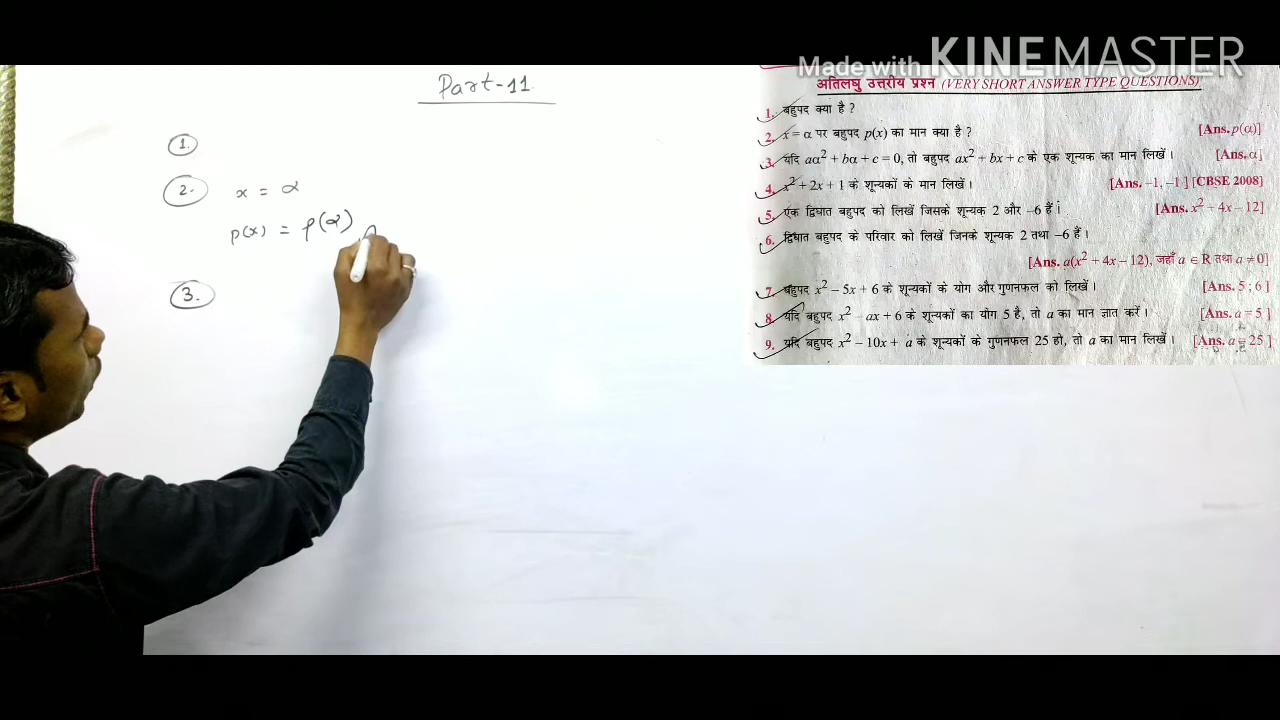 Made with KINEMASTER
Part-11
1.
2. x = α
p(x) = p(α)
3.
अतिलघु उत्तरीय प्रश्न (VERY SHORT ANSWER TYPE QUESTIONS)
1. बहुपद क्या है ?
2. x = α पर बहुपद p(x) का मान क्या है ? [Ans. p(α)]
3. यदि aα² + bα + c = 0, तो बहुपद ax² + bx + c के एक शून्यक का मान लिखें। [Ans. α]
4. x² + 2x + 1 के शून्यकों के मान लिखें। [Ans. –1, –1] [CBSE 2008]
5. एक द्विघात बहुपद को लिखें जिसके शून्यक 2 और –6 हैं। [Ans. x² + 4x – 12]
6. द्विघात बहुपद के परिवार को लिखें जिनके शून्यक 2 तथा –6 हैं।
[Ans. a(x² + 4x – 12), जहाँ a ∈ R तथा a ≠ 0]
7. बहुपद x² – 5x + 6 के शून्यकों के योग और गुणनफल को लिखें। [Ans. 5 ; 6]
8. यदि बहुपद x² – ax + 6 के शून्यकों का योग 5 है, तो a का मान ज्ञात करें। [Ans. a = 5]
9. यदि बहुपद x² – 10x + a के शून्यकों के गुणनफल 25 हो, तो a का मान लिखें। [Ans. a = 25]